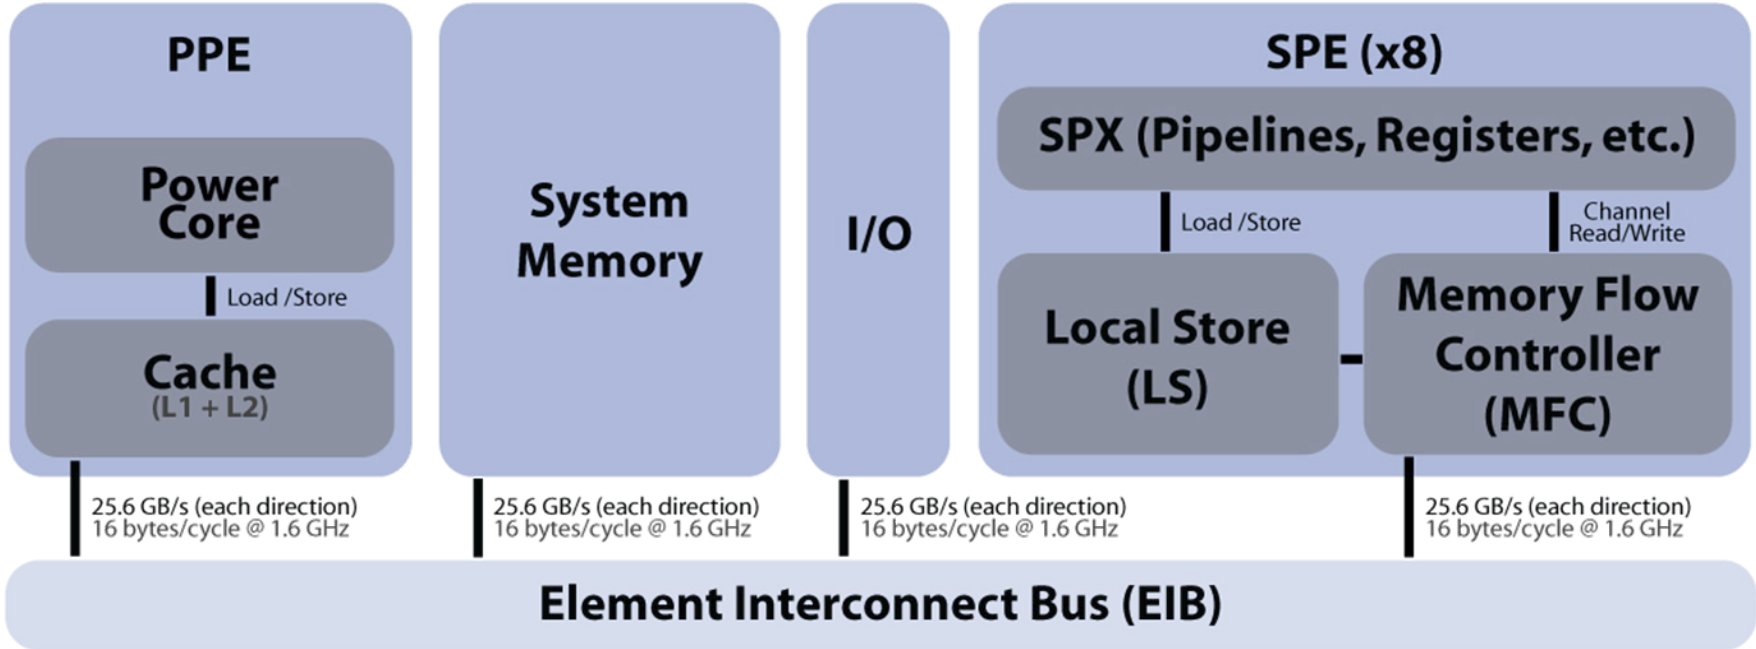 PPE
Power
Core
Load /Store
Cache
(L1 + L2)
25.6 GB/s (each direction)
16 bytes/cycle @ 1.6 GHz
System
Memory
25.6 GB/s (each direction)
16 bytes/cycle @ 1.6 GHz
I/O
25.6 GB/s (each direction)
16 bytes/cycle @ 1.6 GHz
SPE (x8)
SPX (Pipelines, Registers, etc.)
Load /Store
Channel
Read/Write
Local Store
(LS)
Memory Flow
Controller
(MFC)
25.6 GB/s (each direction)
16 bytes/cycle @ 1.6 GHz
Element Interconnect Bus (EIB)